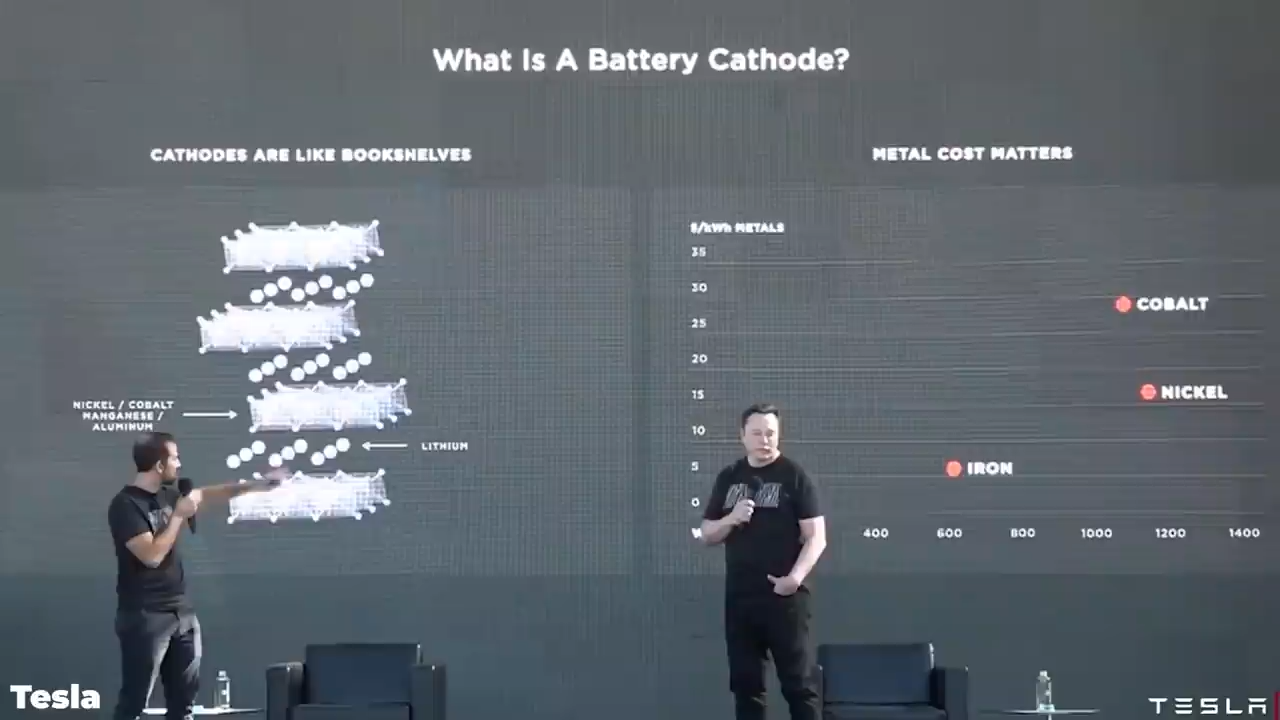 What Is A Battery Cathode?
CATHODES ARE LIKE BOOKSHELVES
NICKEL / COBALT
MANGANESE /
ALUMINUM
LITHIUM
METAL COST MATTERS
$/kWh METALS
35
30
25
20
15
10
5
0
COBALT
NICKEL
IRON
400
600
800
1000
1200
1400
Tesla
TESLA